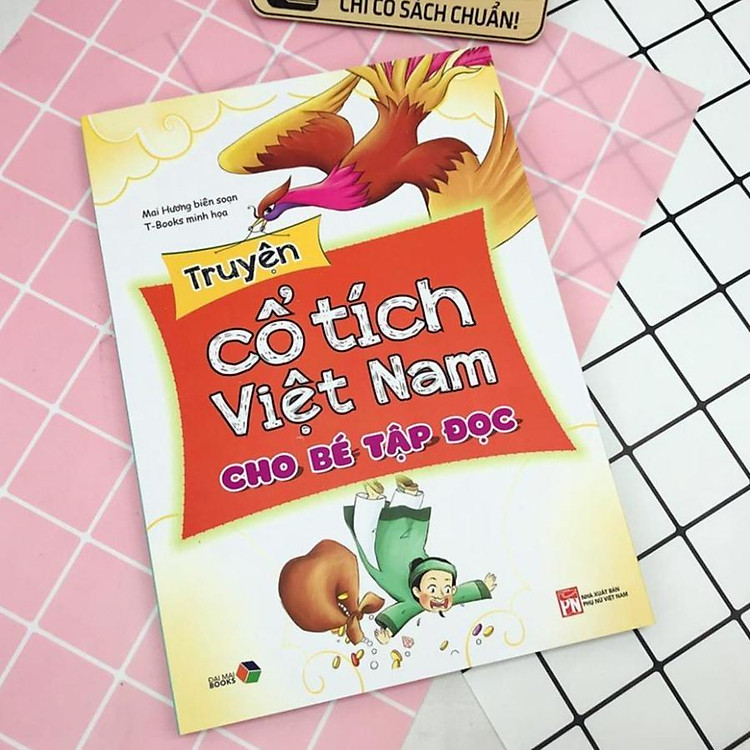 CHỈ CÓ SÁCH CHUẨN!
Mai Hương biên soạn
T-Books minh họa
Truyện
cổ tích
Việt Nam
CHO BÉ TẬP ĐỌC
PN
NHÀ XUẤT BẢN
PHỤ NỮ VIỆT NAM
ĐẠI MAI
BOOKS